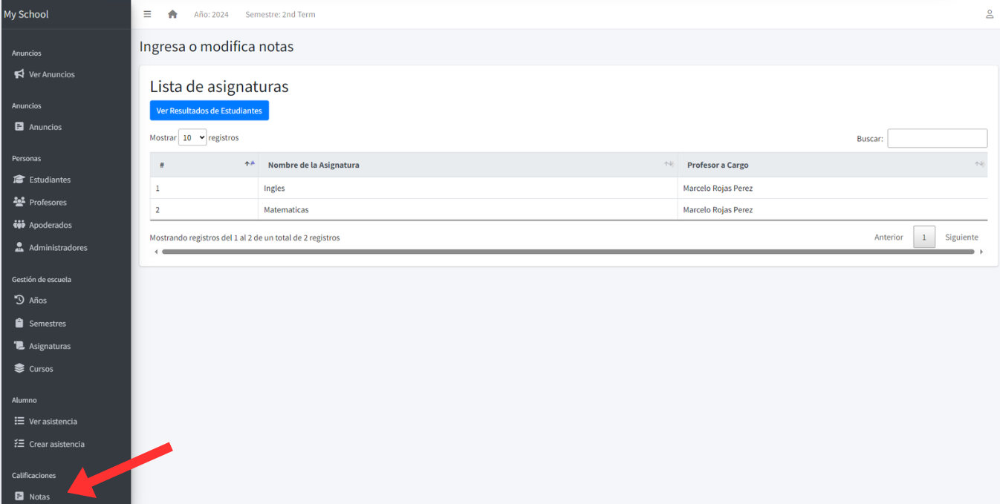 My School
Año: 2024 Semestre: 2nd Term
Anuncios
Ver Anuncios
Anuncios
Anuncios
Personas
Estudiantes
Profesores
Apoderados
Administradores
Gestión de escuela
Años
Semestres
Asignaturas
Cursos
Alumno
Ver asistencia
Crear asistencia
Calificaciones
Notas
Ingresa o modifica notas
Lista de asignaturas
Ver Resultados de Estudiantes
Mostrar 10 registros Buscar:
# Nombre de la Asignatura Profesor a Cargo
1 Ingles Marcelo Rojas Perez
2 Matematicas Marcelo Rojas Perez
Mostrando registros del 1 al 2 de un total de 2 registros Anterior 1 Siguiente